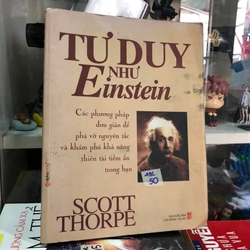 TƯ DUY
NHƯ
Einstein
Các phương pháp
đơn giản để
phá vỡ nguyên tắc
và khám phá khả năng
thiên tài tiềm ẩn
trong bạn
50
SCOTT
THORPE